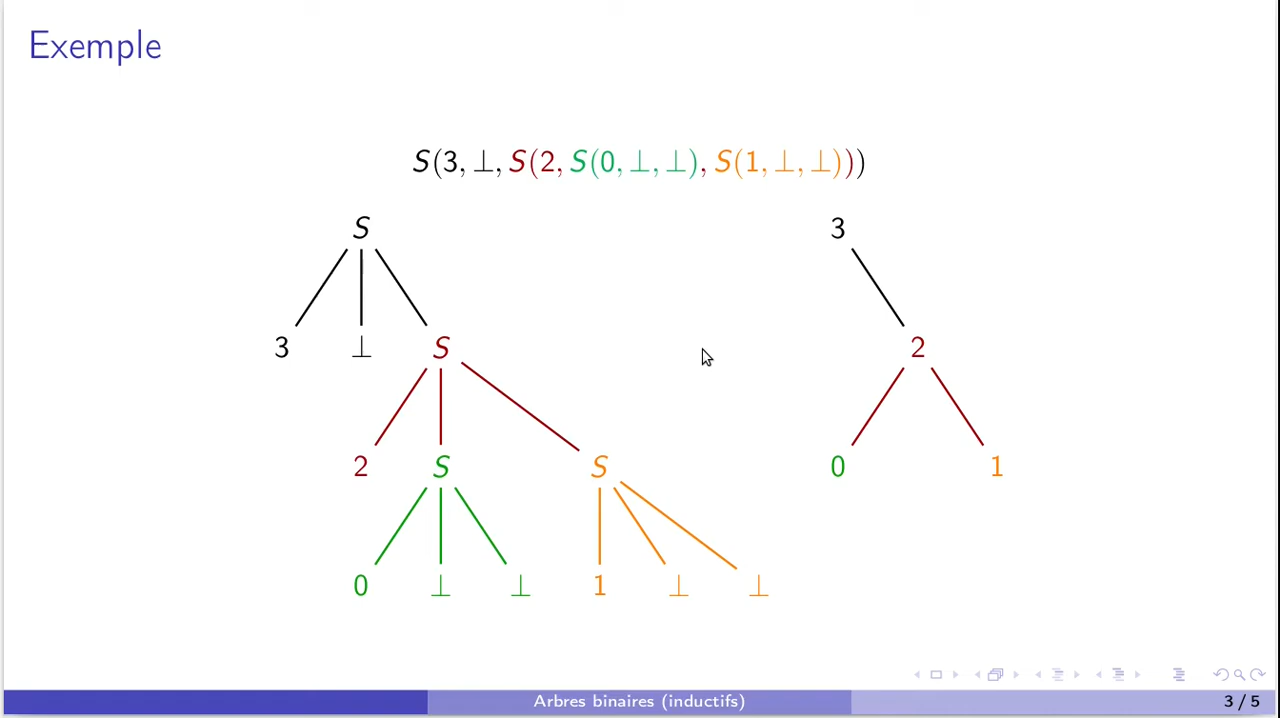 Exemple
S(3, ⊥, S(2, S(0, ⊥, ⊥), S(1, ⊥, ⊥)))
S 3
3 ⊥ S 2
2 S S 0 1
0 ⊥ ⊥ 1 ⊥ ⊥
Arbres binaires (inductifs) 3 / 5